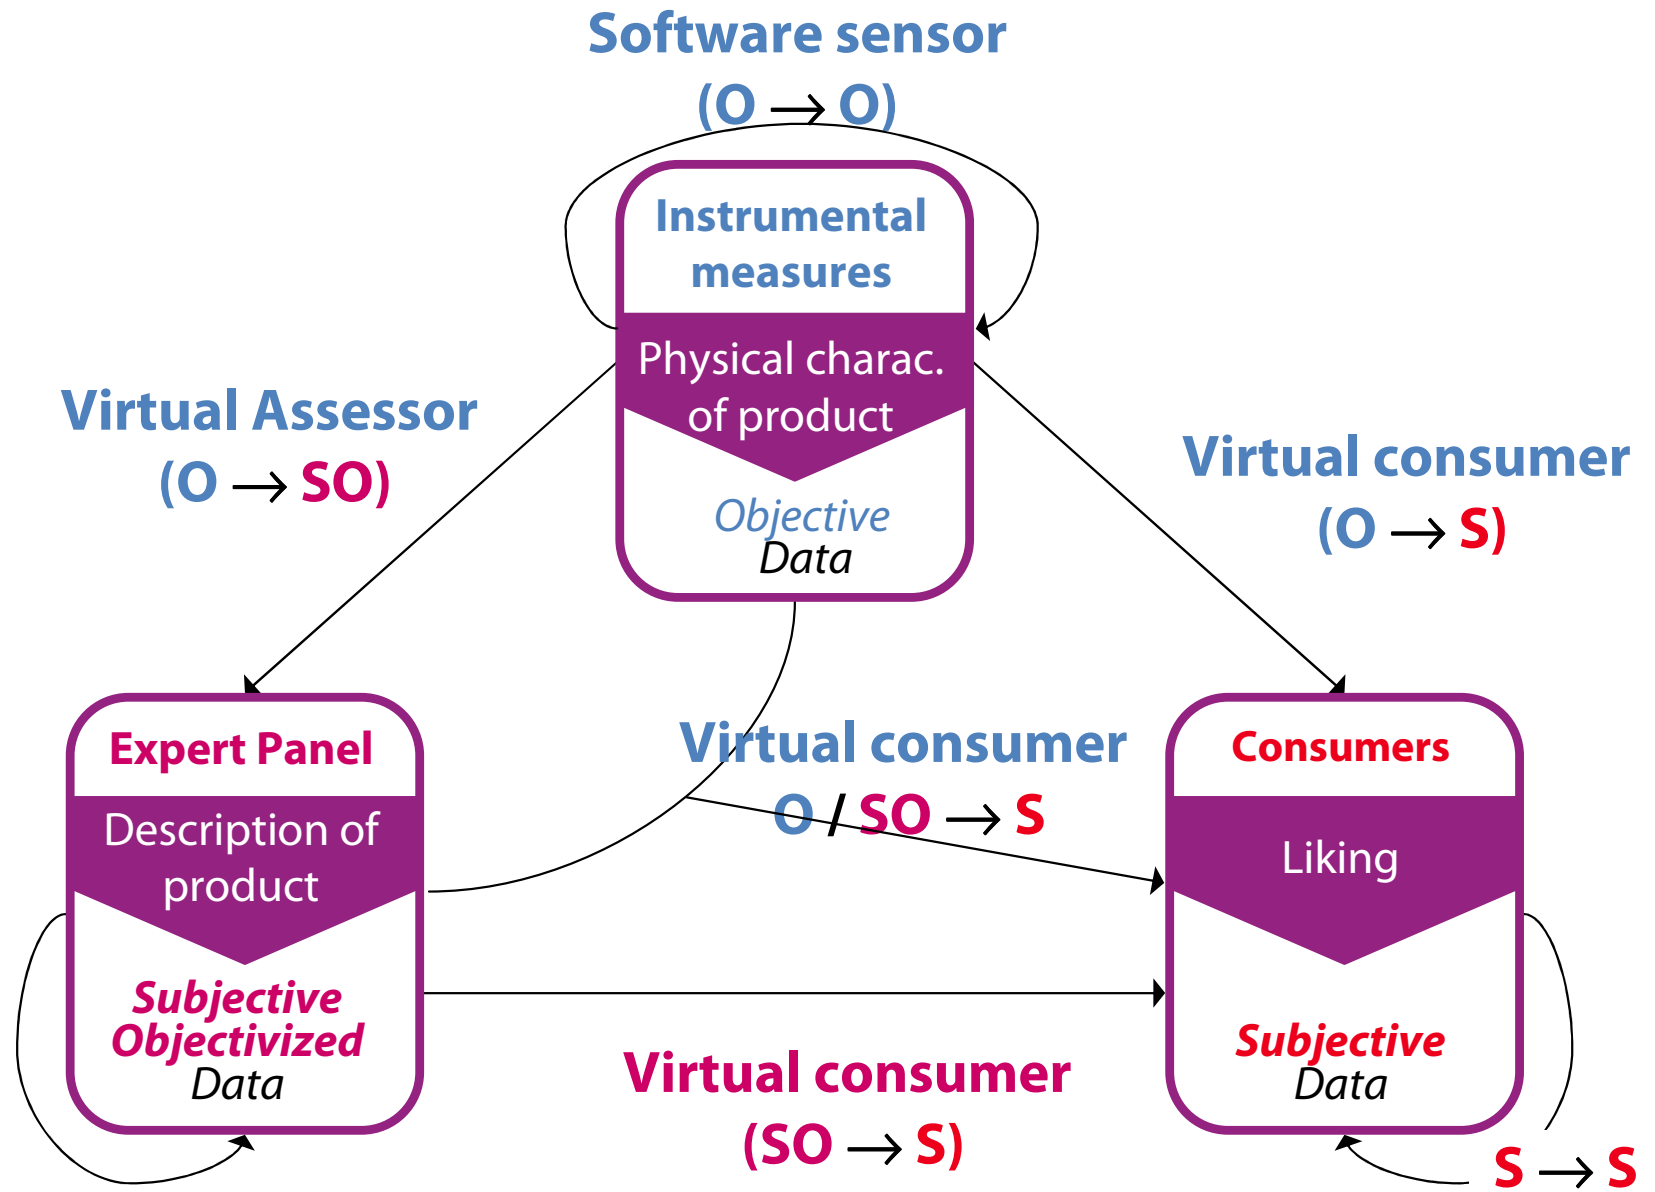 Software sensor
(O → O)
Instrumental
measures
Physical charac.
of product
Objective
Data
Virtual Assessor
(O → SO)
Virtual consumer
(O → S)
Expert Panel
Description of
product
Subjective
Objectivized
Data
Virtual consumer
O / SO → S
Consumers
Liking
Subjective
Data
Virtual consumer
(SO → S)
S → S